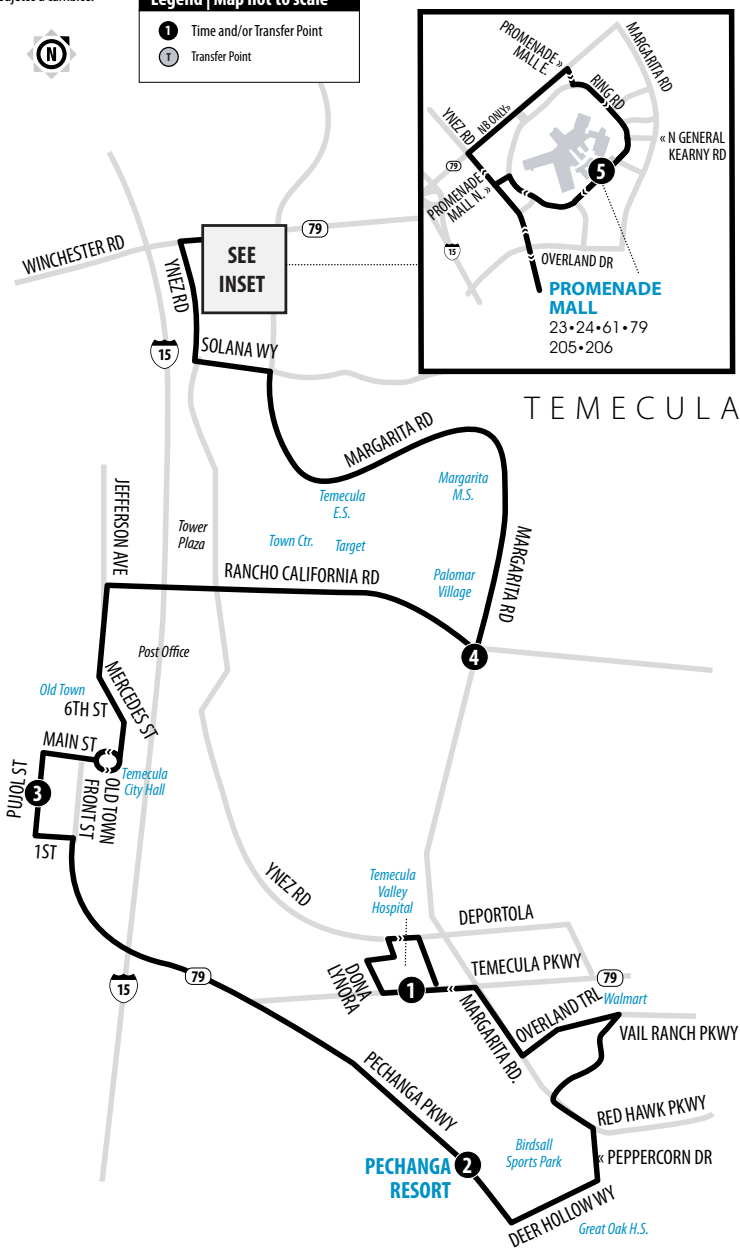 Legend | Map not to scale
1 Time and/or Transfer Point
T Transfer Point
N
PROMENADE »
MALL E.
MARGARITA RD
RING RD
YNEZ RD
NB ONLY»
« N GENERAL
KEARNY RD
79
5
PROMENADE
MALL N. »
15
OVERLAND DR
PROMENADE
MALL
23•24•61•79
205•206
79
WINCHESTER RD
SEE
INSET
YNEZ RD
15
SOLANA WY
TEMECULA
MARGARITA RD
JEFFERSON AVE
Temecula
E.S.
Margarita
M.S.
Tower
Plaza
Town Ctr.
Target
MARGARITA RD
RANCHO CALIFORNIA RD
Palomar
Village
4
Post Office
MERCEDES ST
Old Town
6TH ST
MAIN ST
Temecula
City Hall
PUJOL ST
3
OLD TOWN
FRONT ST
1ST
YNEZ RD
Temecula
Valley
Hospital
DEPORTOLA
TEMECULA PKWY
79
79
15
DONA
LYNORA
1
MARGARITA RD.
OVERLAND TRL
Walmart
VAIL RANCH PKWY
PECHANGA PKWY
RED HAWK PKWY
Birdsall
Sports Park
« PEPPERCORN DR
PECHANGA
RESORT
2
DEER HOLLOW WY
Great Oak H.S.